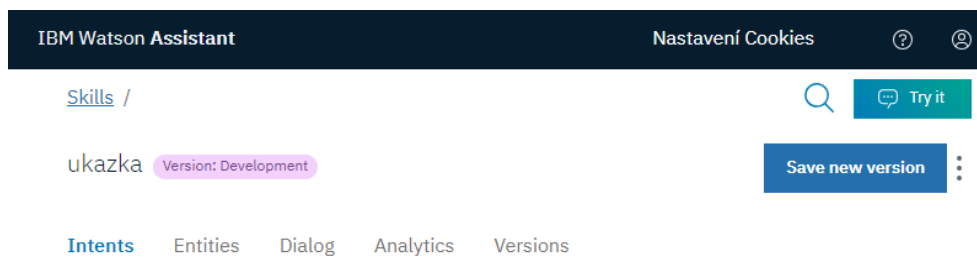 IBM Watson Assistant Nastavení Cookies
Skills / Try it
ukazka Version: Development Save new version
Intents Entities Dialog Analytics Versions